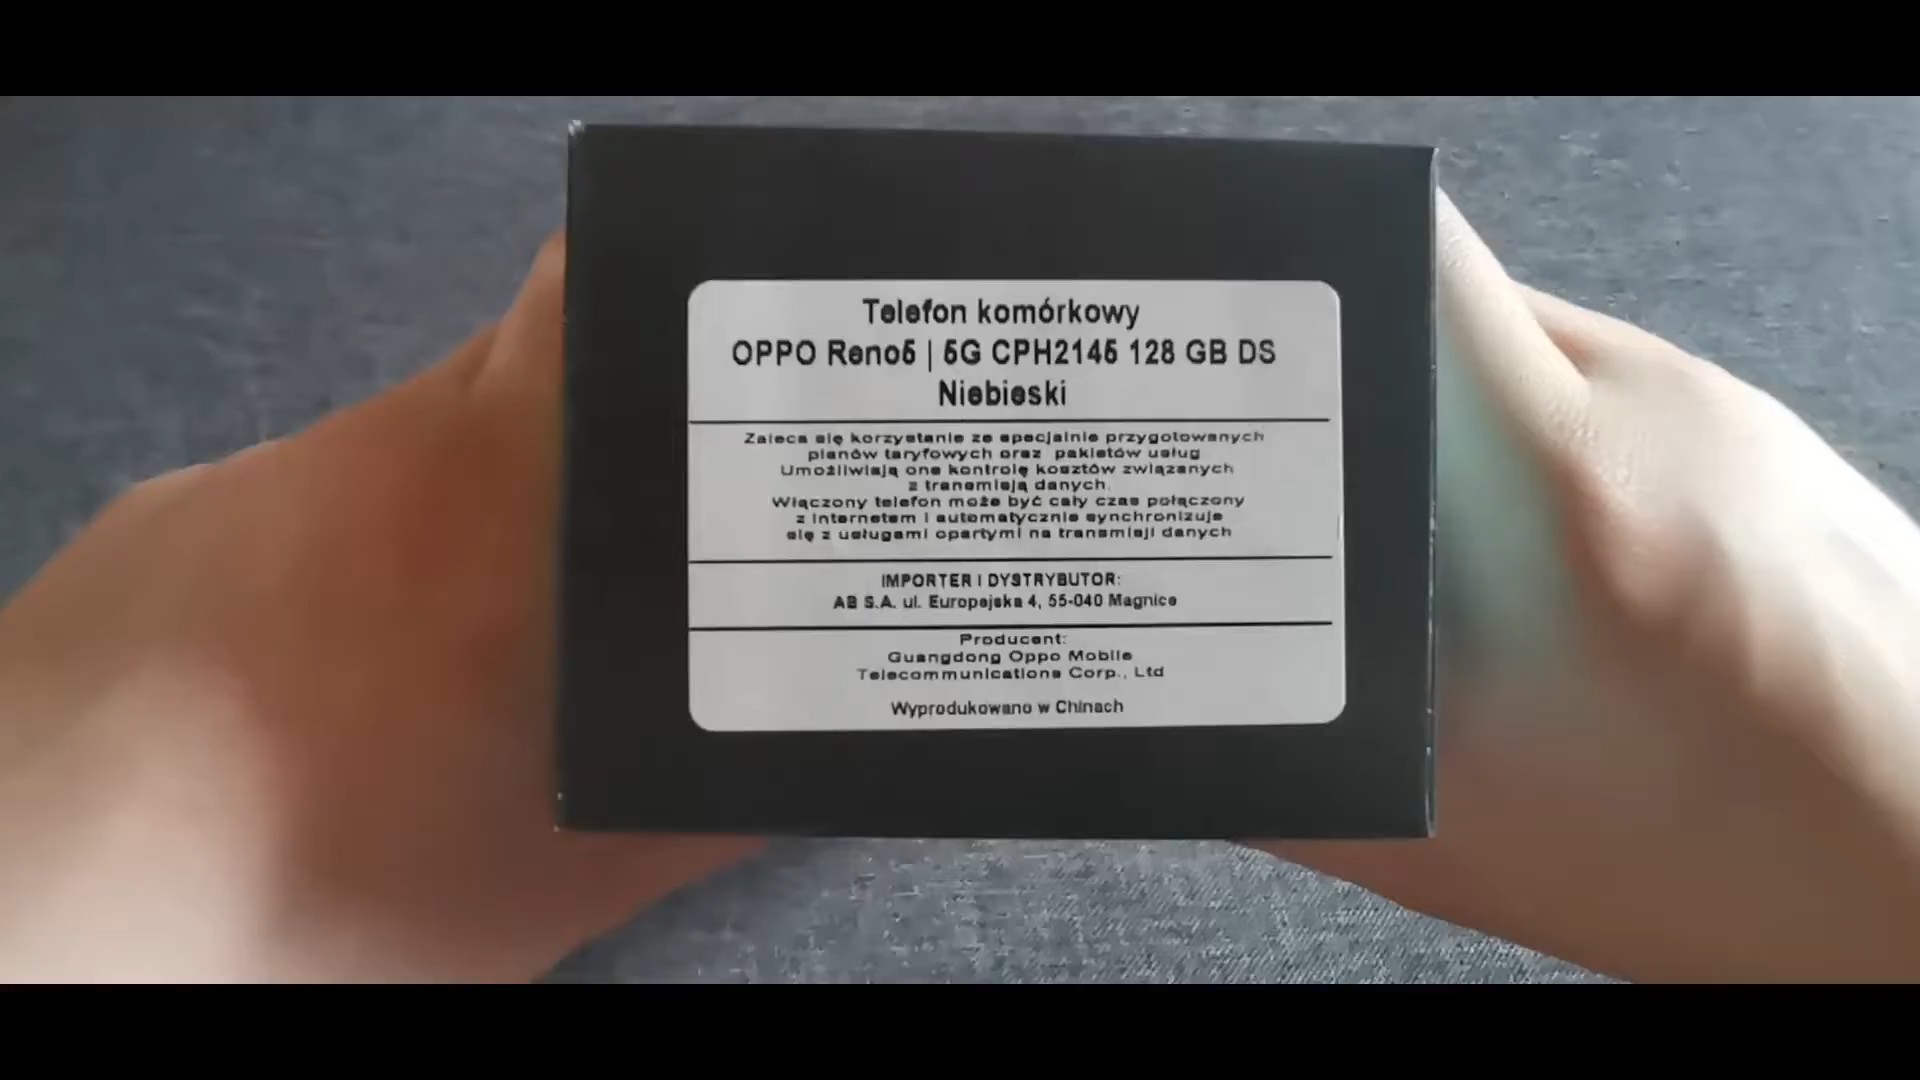 Telefon komórkowy
OPPO Reno5 | 5G CPH2145 128 GB DS
Niebieski
Zaleca się korzystanie ze specjalnie przygotowanych
planów taryfowych oraz pakietów usług
Umożliwiają one kontrolę kosztów związanych
z transmisją danych.
Włączony telefon może być cały czas połączony
z internetem i automatycznie synchronizuje
się z usługami opartymi na transmisji danych
IMPORTER I DYSTRYBUTOR:
AB S.A. ul. Europejska 4, 55-040 Magnice
Producent:
Guangdong Oppo Mobile
Telecommunications Corp., Ltd
Wyprodukowano w Chinach